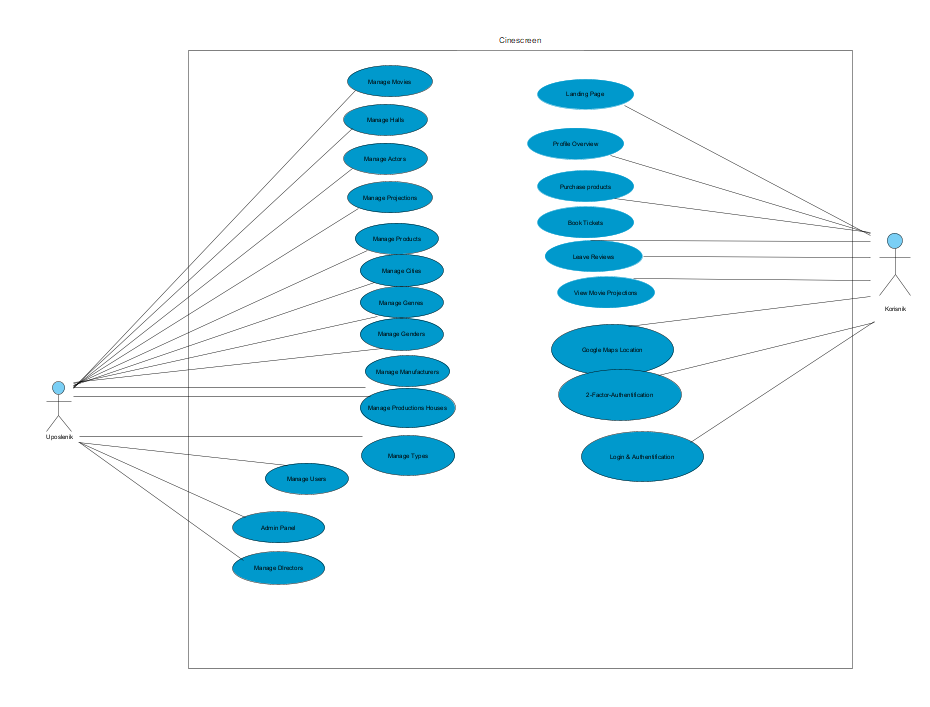 Cinescreen
Manage Movies
Manage Halls
Manage Actors
Manage Projections
Manage Products
Manage Cities
Manage Genres
Manage Genders
Manage Manufacturers
Manage Productions Houses
Manage Types
Manage Users
Admin Panel
Manage Directors
Uposlenik
Landing Page
Profile Overview
Purchase products
Book Tickets
Leave Reviews
View Movie Projections
Google Maps Location
2-Factor-Authentification
Login & Authentification
Korisnik